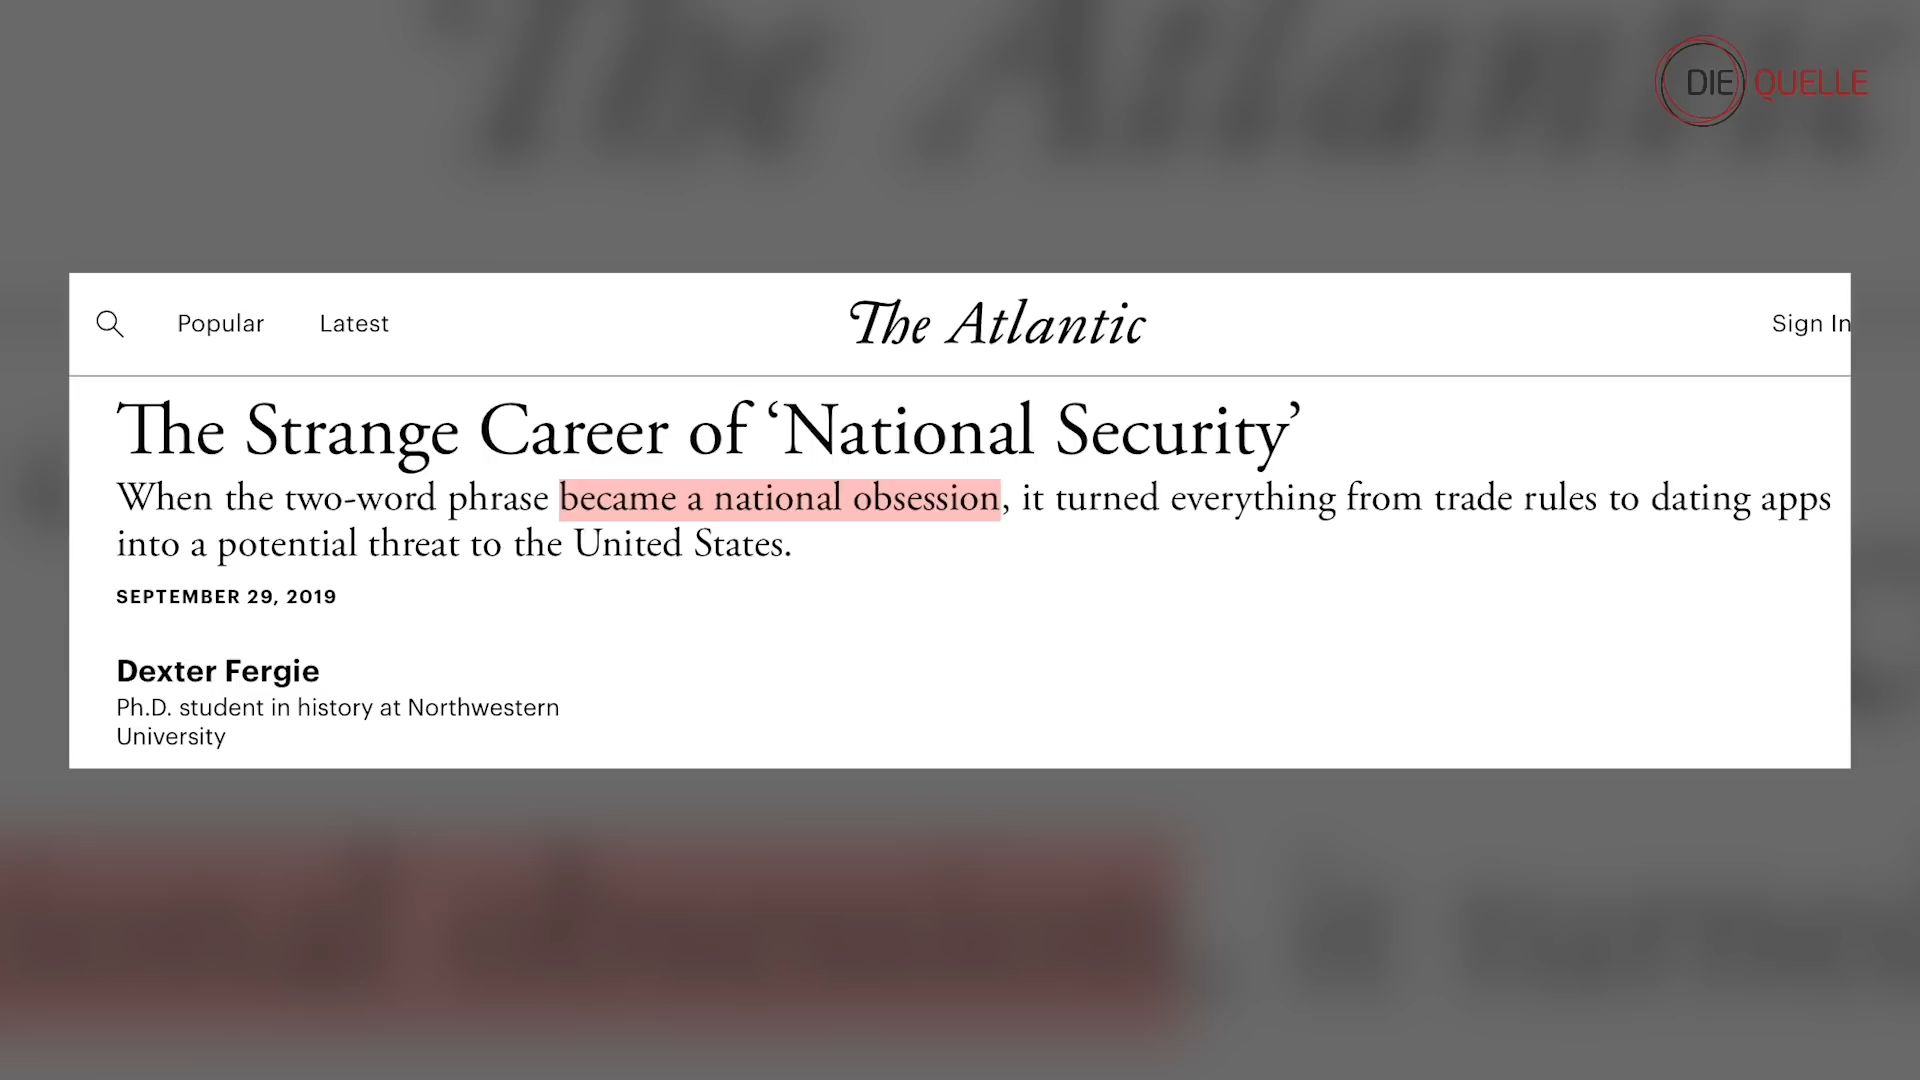 DIE QUELLE
Popular Latest The Atlantic Sign In
The Strange Career of ‘National Security’
When the two-word phrase became a national obsession, it turned everything from trade rules to dating apps
into a potential threat to the United States.
SEPTEMBER 29, 2019
Dexter Fergie
Ph.D. student in history at Northwestern
University